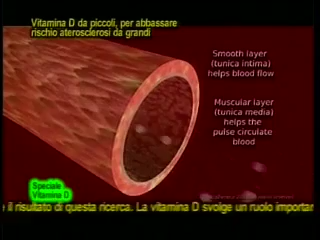 Vitamina D da piccoli, per abbassare
rischio aterosclerosi da grandi
Smooth layer
(tunica intima)
helps blood flow
Muscular layer
(tunica media)
helps the
pulse circulate
blood
Speciale
Vitamina D
e il risultato di questa ricerca. La vitamina D svolge un ruolo importan